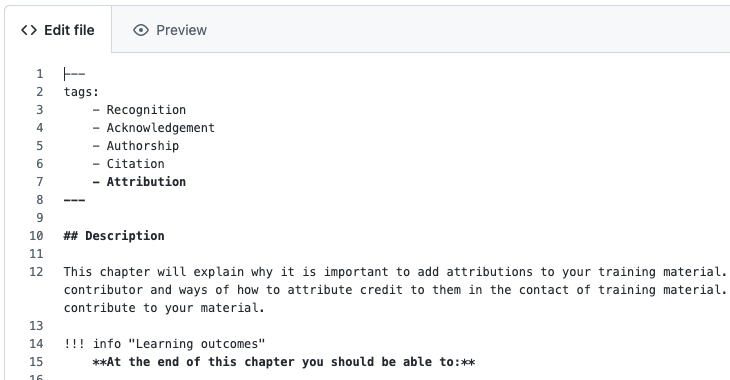 <> Edit file
Preview
1 ---
2 tags:
3 - Recognition
4 - Acknowledgement
5 - Authorship
6 - Citation
7 - Attribution
8 ---
9
10 ## Description
11
12 This chapter will explain why it is important to add attributions to your training material.
contributor and ways of how to attribute credit to them in the contact of training material.
contribute to your material.
13
14 !!! info "Learning outcomes"
15 **At the end of this chapter you should be able to:**
16